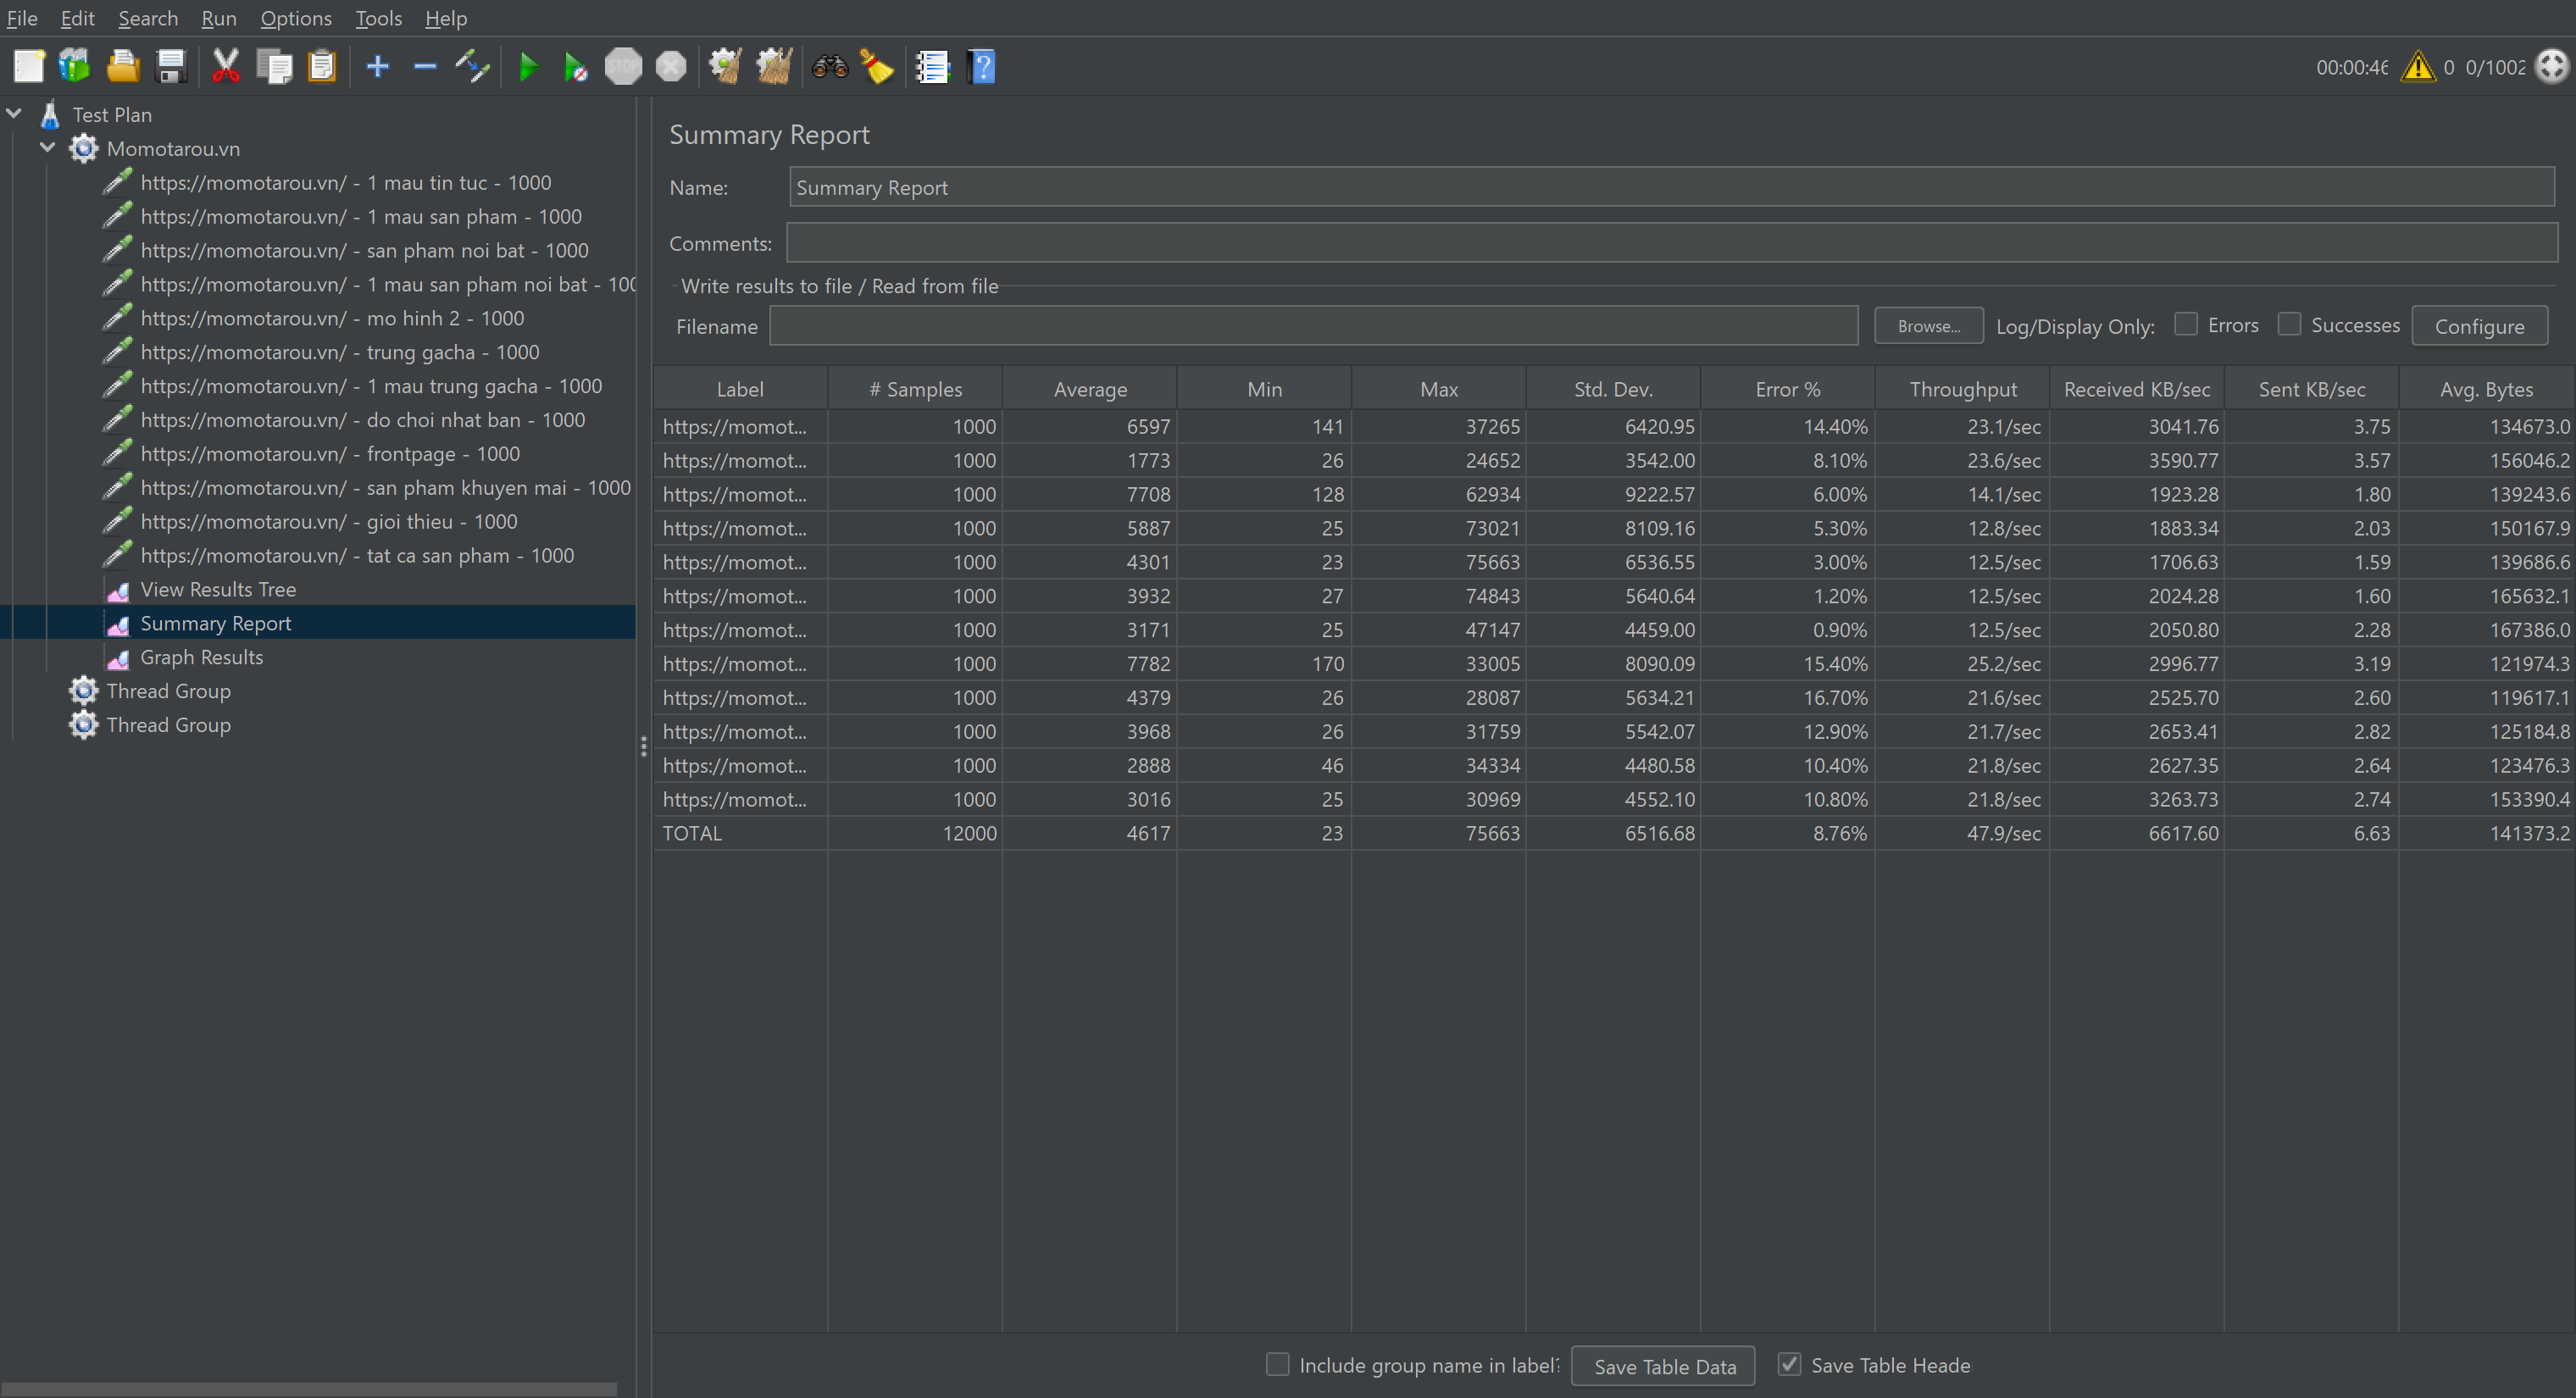 File Edit Search Run Options Tools Help
STOP
00:00:46 0 0/1002
Test Plan
Momotarou.vn
https://momotarou.vn/ - 1 mau tin tuc - 1000
https://momotarou.vn/ - 1 mau san pham - 1000
https://momotarou.vn/ - san pham noi bat - 1000
https://momotarou.vn/ - 1 mau san pham noi bat - 100
https://momotarou.vn/ - mo hinh 2 - 1000
https://momotarou.vn/ - trung gacha - 1000
https://momotarou.vn/ - 1 mau trung gacha - 1000
https://momotarou.vn/ - do choi nhat ban - 1000
https://momotarou.vn/ - frontpage - 1000
https://momotarou.vn/ - san pham khuyen mai - 1000
https://momotarou.vn/ - gioi thieu - 1000
https://momotarou.vn/ - tat ca san pham - 1000
View Results Tree
Summary Report
Graph Results
Thread Group
Thread Group
Summary Report
Name: Summary Report
Comments:
Write results to file / Read from file
Filename Browse... Log/Display Only: Errors Successes Configure
Label # Samples Average Min Max Std. Dev. Error % Throughput Received KB/sec Sent KB/sec Avg. Bytes
https://momot... 1000 6597 141 37265 6420.95 14.40% 23.1/sec 3041.76 3.75 134673.0
https://momot... 1000 1773 26 24652 3542.00 8.10% 23.6/sec 3590.77 3.57 156046.2
https://momot... 1000 7708 128 62934 9222.57 6.00% 14.1/sec 1923.28 1.80 139243.6
https://momot... 1000 5887 25 73021 8109.16 5.30% 12.8/sec 1883.34 2.03 150167.9
https://momot... 1000 4301 23 75663 6536.55 3.00% 12.5/sec 1706.63 1.59 139686.6
https://momot... 1000 3932 27 74843 5640.64 1.20% 12.5/sec 2024.28 1.60 165632.1
https://momot... 1000 3171 25 47147 4459.00 0.90% 12.5/sec 2050.80 2.28 167386.0
https://momot... 1000 7782 170 33005 8090.09 15.40% 25.2/sec 2996.77 3.19 121974.3
https://momot... 1000 4379 26 28087 5634.21 16.70% 21.6/sec 2525.70 2.60 119617.1
https://momot... 1000 3968 26 31759 5542.07 12.90% 21.7/sec 2653.41 2.82 125184.8
https://momot... 1000 2888 46 34334 4480.58 10.40% 21.8/sec 2627.35 2.64 123476.3
https://momot... 1000 3016 25 30969 4552.10 10.80% 21.8/sec 3263.73 2.74 153390.4
TOTAL 12000 4617 23 75663 6516.68 8.76% 47.9/sec 6617.60 6.63 141373.2
Include group name in label? Save Table Data Save Table Heade